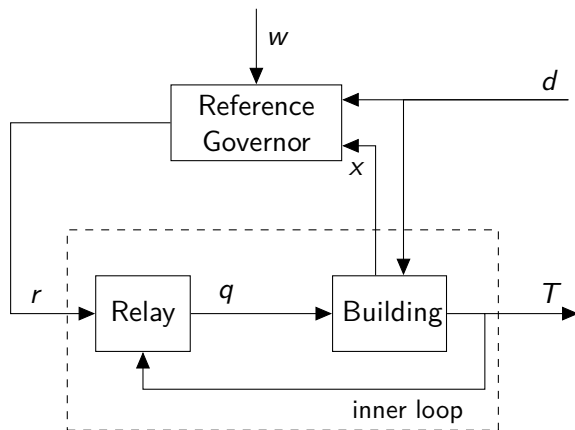 w
d
Reference
Governor
x
r
Relay
q
Building
T
inner loop